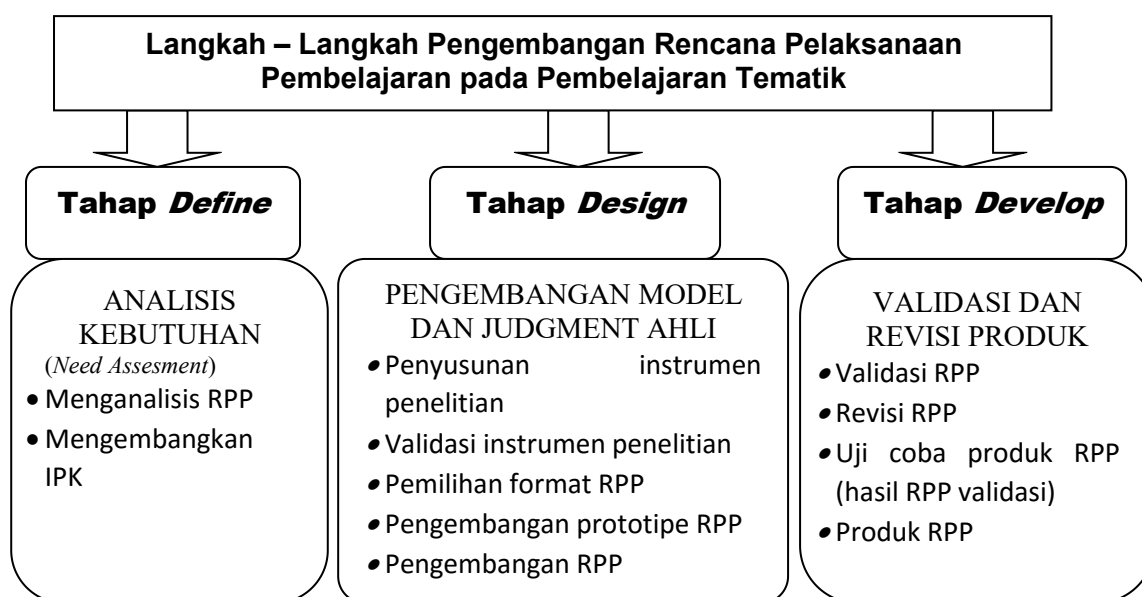 Langkah – Langkah Pengembangan Rencana Pelaksanaan
Pembelajaran pada Pembelajaran Tematik
Tahap Define
ANALISIS
KEBUTUHAN
(Need Assesment)
• Menganalisis RPP
• Mengembangkan
IPK
Tahap Design
PENGEMBANGAN MODEL
DAN JUDGMENT AHLI
• Penyusunan instrumen
penelitian
• Validasi instrumen penelitian
• Pemilihan format RPP
• Pengembangan prototipe RPP
• Pengembangan RPP
Tahap Develop
VALIDASI DAN
REVISI PRODUK
• Validasi RPP
• Revisi RPP
• Uji coba produk RPP
(hasil RPP validasi)
• Produk RPP